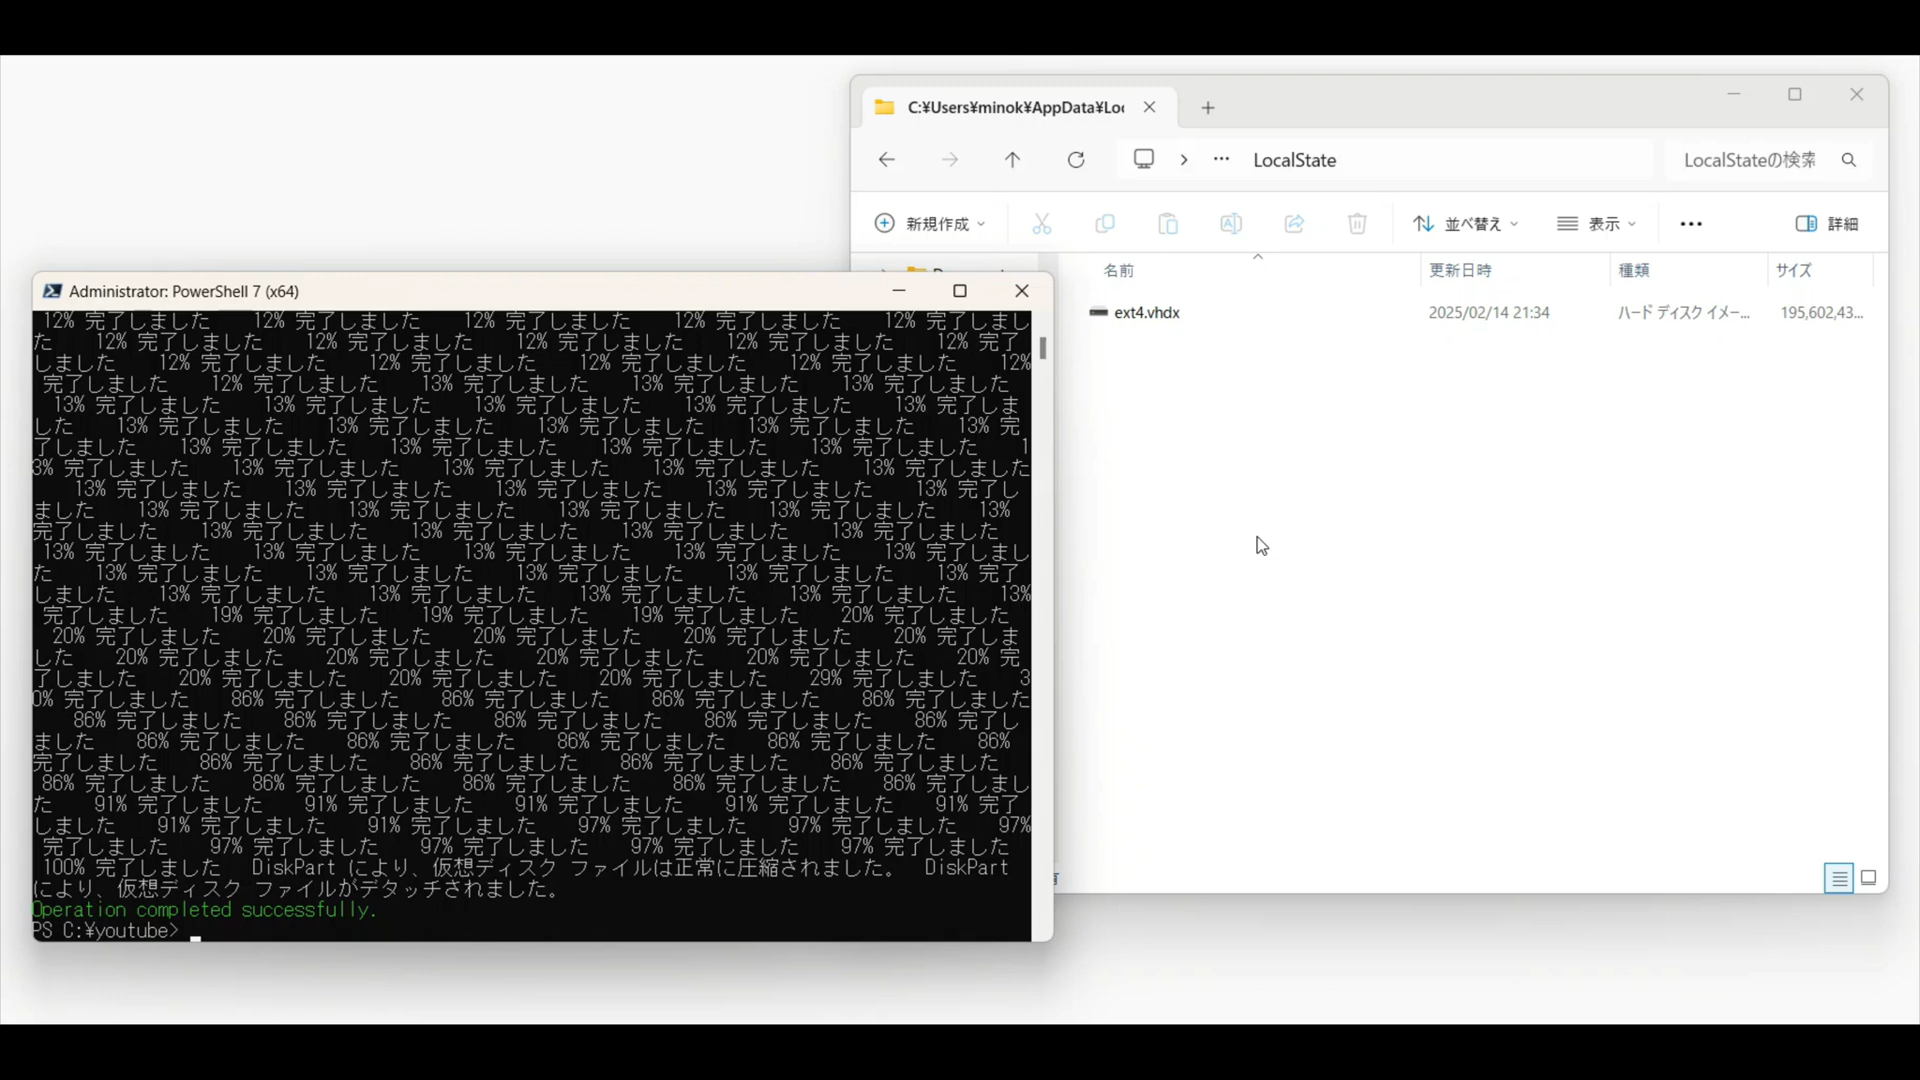 C:¥Users¥minok¥AppData¥Loc
LocalState
LocalStateの検索
新規作成
並べ替え
表示
詳細
名前
更新日時
種類
サイズ
ext4.vhdx
2025/02/14 21:34
ハード ディスク イメー...
195,602,43...
Administrator: PowerShell 7 (x64)
12% 完了しました 12% 完了しました 12% 完了しました 12% 完了しました 12% 完了しまし
た 12% 完了しました 12% 完了しました 12% 完了しました 12% 完了しました 12% 完了
しました 12% 完了しました 12% 完了しました 12% 完了しました 12% 完了しました 12%
完了しました 12% 完了しました 13% 完了しました 13% 完了しました 13% 完了しました
13% 完了しました 13% 完了しました 13% 完了しました 13% 完了しました 13% 完了しま
した 13% 完了しました 13% 完了しました 13% 完了しました 13% 完了しました 13% 完
了しました 13% 完了しました 13% 完了しました 13% 完了しました 13% 完了しました 1
3% 完了しました 13% 完了しました 13% 完了しました 13% 完了しました 13% 完了しました
13% 完了しました 13% 完了しました 13% 完了しました 13% 完了しました 13% 完了し
ました 13% 完了しました 13% 完了しました 13% 完了しました 13% 完了しました 13%
完了しました 13% 完了しました 13% 完了しました 13% 完了しました 13% 完了しました
13% 完了しました 13% 完了しました 13% 完了しました 13% 完了しました 13% 完了しまし
た 13% 完了しました 13% 完了しました 13% 完了しました 13% 完了しました 13% 完了
しました 13% 完了しました 13% 完了しました 13% 完了しました 13% 完了しました 13%
完了しました 19% 完了しました 19% 完了しました 19% 完了しました 20% 完了しました
20% 完了しました 20% 完了しました 20% 完了しました 20% 完了しました 20% 完了しま
した 20% 完了しました 20% 完了しました 20% 完了しました 20% 完了しました 20% 完
了しました 20% 完了しました 20% 完了しました 20% 完了しました 29% 完了しました 3
0% 完了しました 86% 完了しました 86% 完了しました 86% 完了しました 86% 完了しました
86% 完了しました 86% 完了しました 86% 完了しました 86% 完了しました 86% 完了し
ました 86% 完了しました 86% 完了しました 86% 完了しました 86% 完了しました 86%
完了しました 86% 完了しました 86% 完了しました 86% 完了しました 86% 完了しました
86% 完了しました 86% 完了しました 86% 完了しました 86% 完了しました 86% 完了しまし
た 91% 完了しました 91% 完了しました 91% 完了しました 91% 完了しました 91% 完了
しました 91% 完了しました 91% 完了しました 97% 完了しました 97% 完了しました 97%
完了しました 97% 完了しました 97% 完了しました 97% 完了しました 97% 完了しました
100% 完了しました DiskPart により、仮想ディスク ファイルは正常に圧縮されました。 DiskPart
により、仮想ディスク ファイルがデタッチされました。
Operation completed successfully.
PS C:¥youtube>